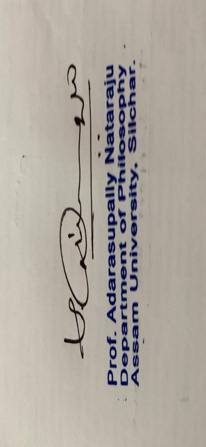 Prof. Adarasupally Nataraju
Department of Philosophy
Assam University, Silchar.